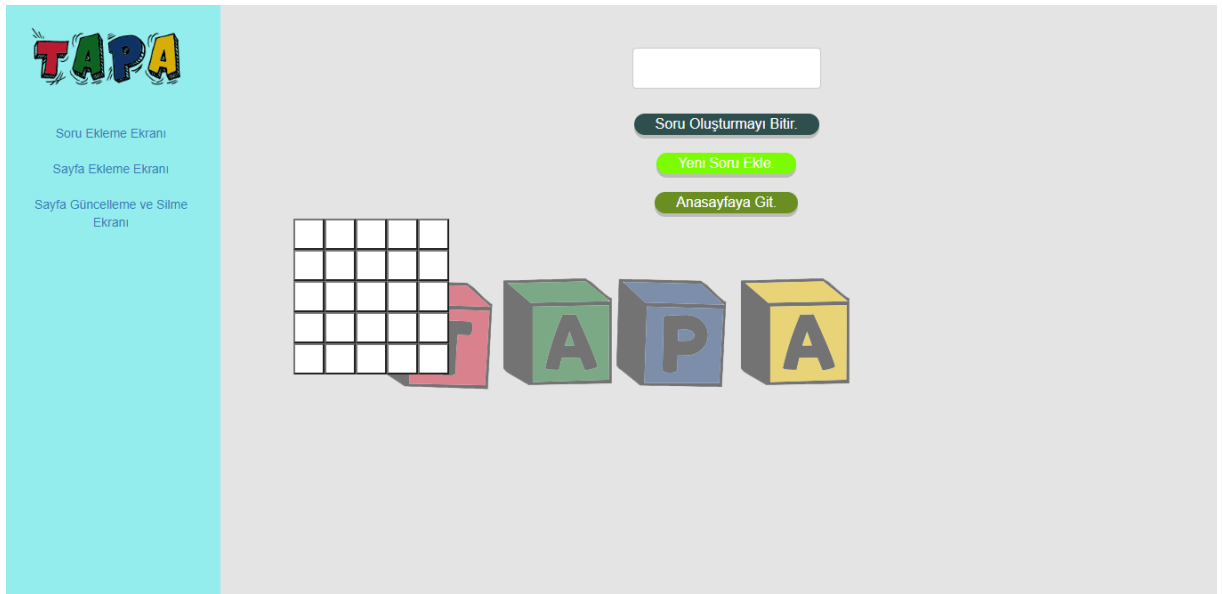 TAPA
Soru Ekleme Ekranı
Sayfa Ekleme Ekranı
Sayfa Güncelleme ve Silme
Ekranı
Soru Oluşturmayı Bitir.
Yeni Soru Ekle.
Anasayfaya Git.
T A P A